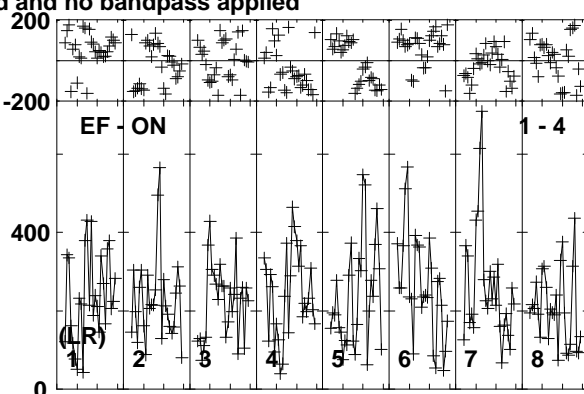 d and no bandpass applied
200
-200
EF - ON 1 - 4
400
(LR)
1 2 3 4 5 6 7 8
0